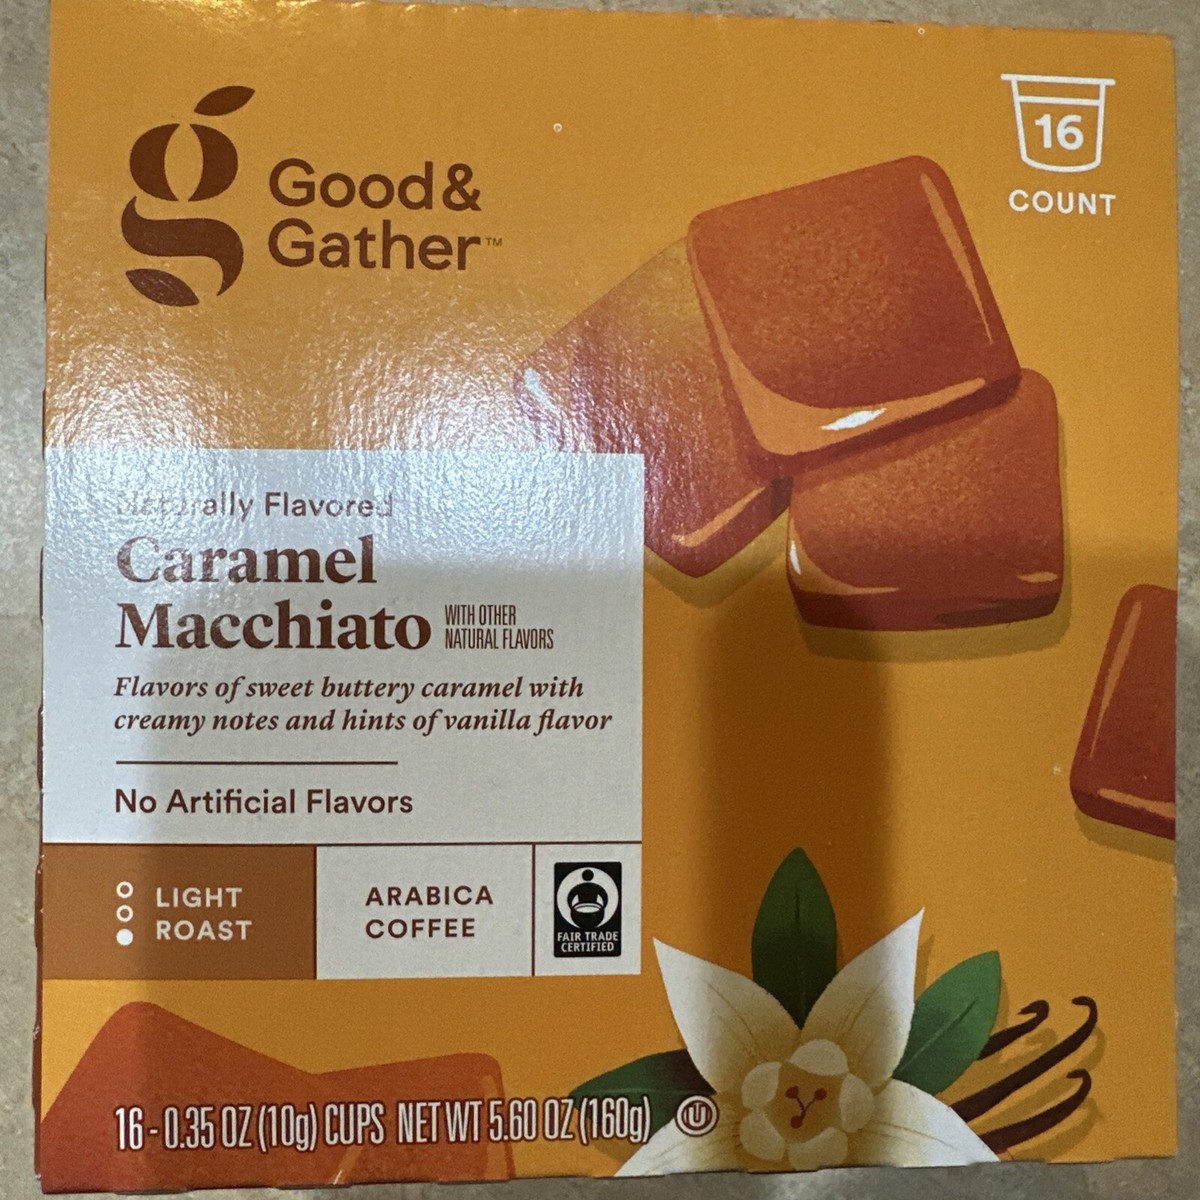 Good &
Gather™
16
COUNT
Naturally Flavored
Caramel
Macchiato
WITH OTHER
NATURAL FLAVORS
Flavors of sweet buttery caramel with
creamy notes and hints of vanilla flavor
No Artificial Flavors
LIGHT
ROAST
ARABICA
COFFEE
FAIR TRADE
CERTIFIED
16 - 0.35 OZ (10g) CUPS NET WT 5.60 OZ (160g)
U